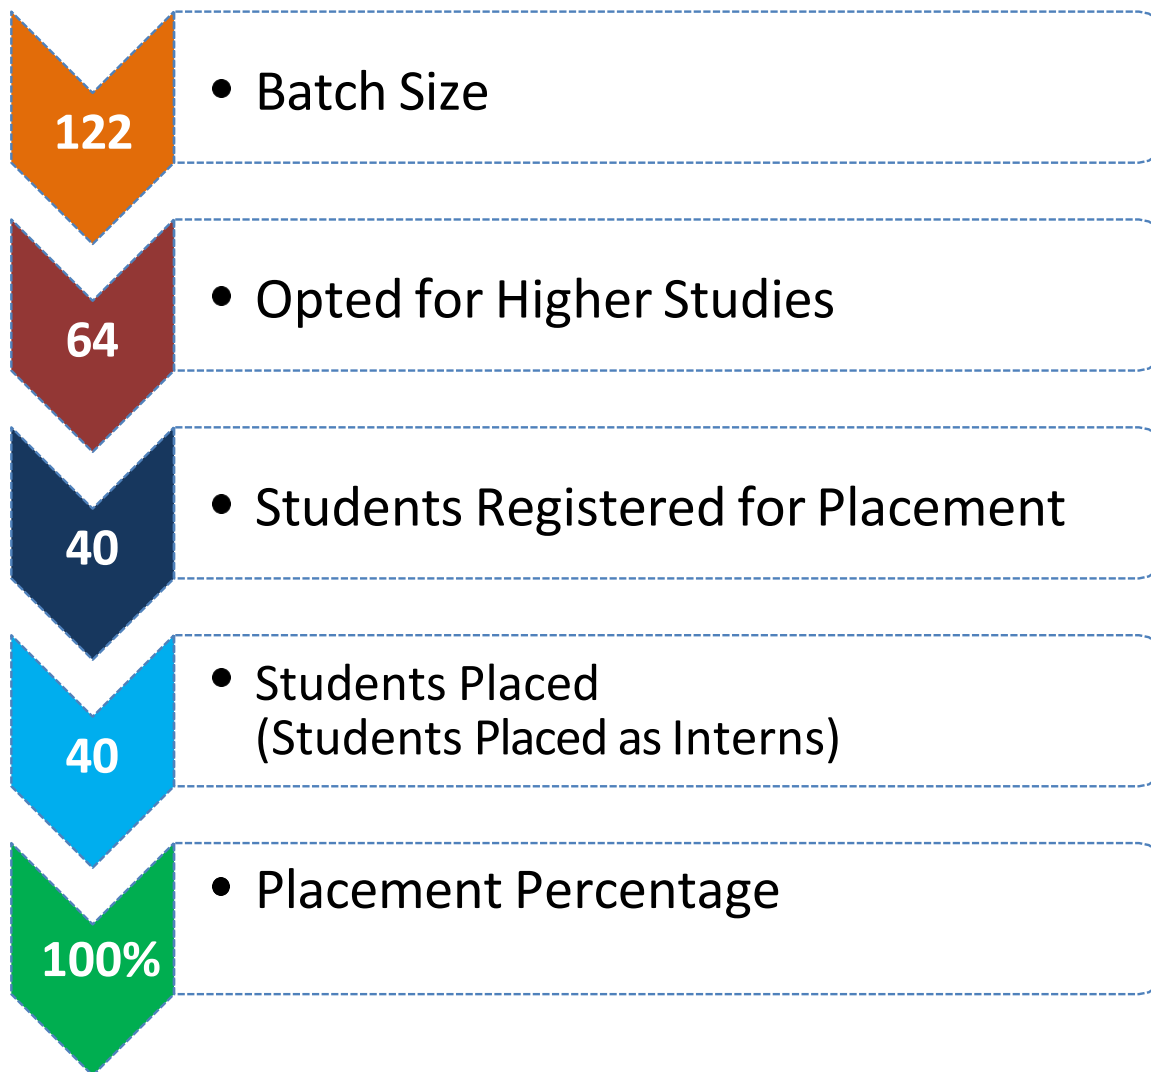 122
• Batch Size
64
• Opted for Higher Studies
40
• Students Registered for Placement
40
• Students Placed
(Students Placed as Interns)
100%
• Placement Percentage